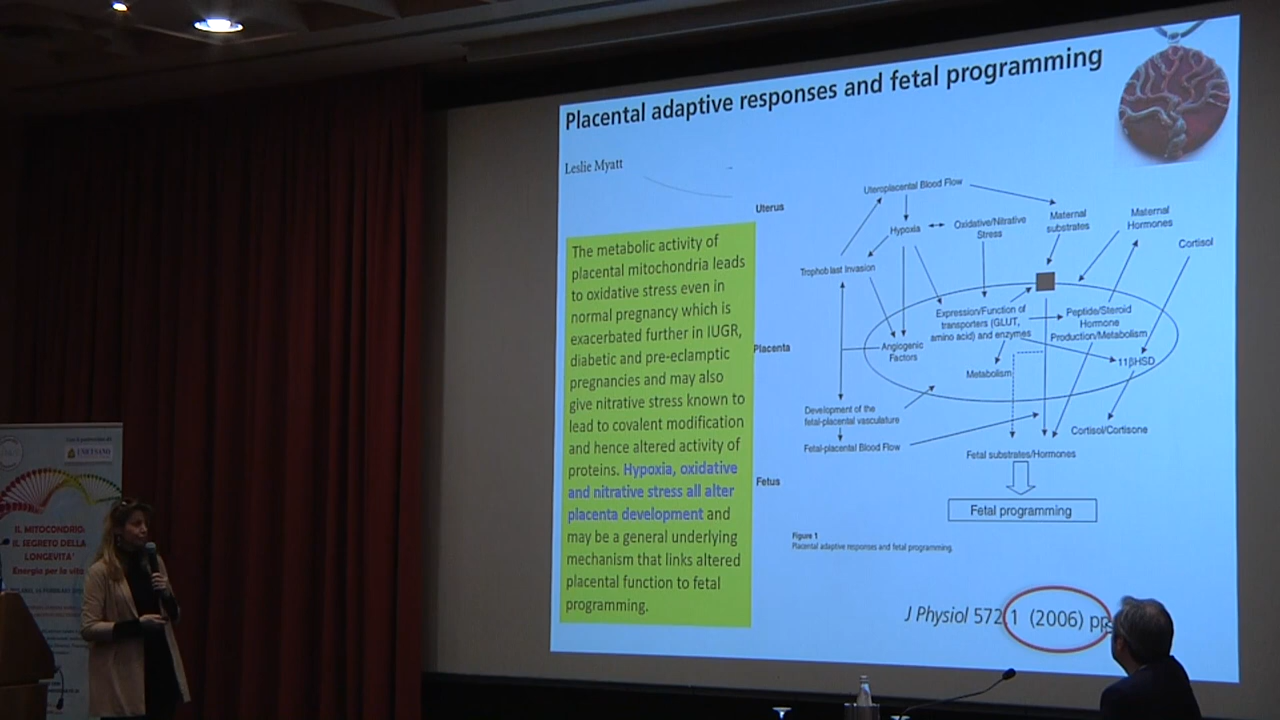 Placental adaptive responses and fetal programming
Leslie Myatt
The metabolic activity of
placental mitochondria leads
to oxidative stress even in
normal pregnancy which is
exacerbated further in IUGR,
diabetic and pre-eclamptic
pregnancies and may also
give nitrative stress known to
lead to covalent modification
and hence altered activity of
proteins. Hypoxia, oxidative
and nitrative stress all alter
placenta development and
may be a general underlying
mechanism that links altered
placental function to fetal
programming.
Uterus
Placenta
Fetus
Uteroplacental Blood Flow
Hypoxia
Oxidative/Nitrative
Stress
Maternal
substrates
Maternal
Hormones
Cortisol
Trophoblast Invasion
Expression/Function of
transporters (GLUT,
amino acid) and enzymes
Peptide/Steroid
Hormone
Production/Metabolism
Angiogenic
Factors
11βHSD
Metabolism
Development of the
fetal-placental vasculature
Fetal-placental Blood Flow
Cortisol/Cortisone
Fetal substrates/Hormones
Fetal programming
Figure 1
Placental adaptive responses and fetal programming.
J Physiol 572 1 (2006) pp
IL MITOCONDRIO:
IL SEGRETO DELLA
LONGEVITA'
Energia per la vita